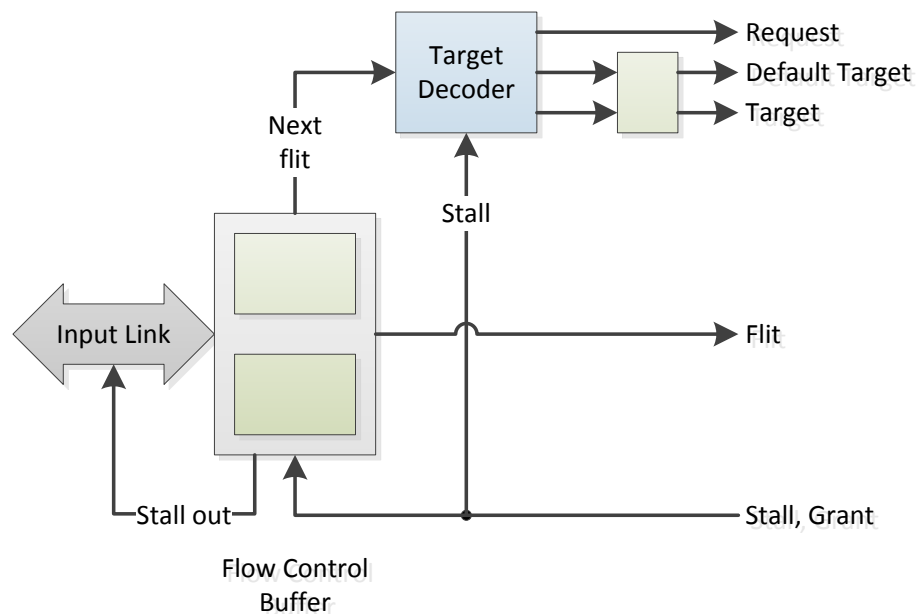 Request
Target
Decoder
Default Target
Target
Next
flit
Stall
Input Link
Flit
Stall out
Stall, Grant
Flow Control
Buffer